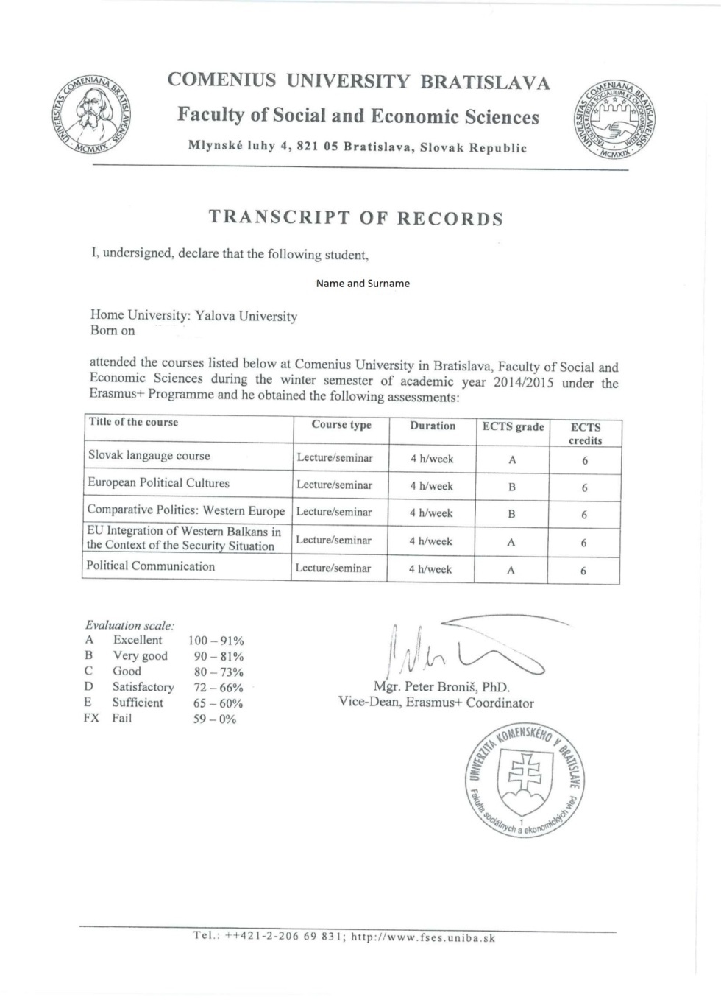 UNIVERSITAS COMENIANA BRATISLAVENSIS · MCMXIX ·
COMENIUS UNIVERSITY BRATISLAVA
Faculty of Social and Economic Sciences
Mlynské luhy 4, 821 05 Bratislava, Slovak Republic
UNIVERSITAS COMENIANA BRATISLAVENSIS · MCMXIX ·
FACULTAS RERUM SOCIALIUM ET OECONOMICARUM
TRANSCRIPT OF RECORDS
I, undersigned, declare that the following student,
Name and Surname
Home University: Yalova University
Born on
attended the courses listed below at Comenius University in Bratislava, Faculty of Social and
Economic Sciences during the winter semester of academic year 2014/2015 under the
Erasmus+ Programme and he obtained the following assessments:
Title of the course Course type Duration ECTS grade ECTS credits
Slovak langauge course Lecture/seminar 4 h/week A 6
European Political Cultures Lecture/seminar 4 h/week B 6
Comparative Politics: Western Europe Lecture/seminar 4 h/week B 6
EU Integration of Western Balkans in
the Context of the Security Situation Lecture/seminar 4 h/week A 6
Political Communication Lecture/seminar 4 h/week A 6
Evaluation scale:
A Excellent 100 – 91%
B Very good 90 – 81%
C Good 80 – 73%
D Satisfactory 72 – 66%
E Sufficient 65 – 60%
FX Fail 59 – 0%
Mgr. Peter Broniš, PhD.
Vice-Dean, Erasmus+ Coordinator
UNIVERZITA KOMENSKÉHO V BRATISLAVE
Fakulta sociálnych a ekonomických vied
1
Tel.: ++421-2-206 69 831; http://www.fses.uniba.sk